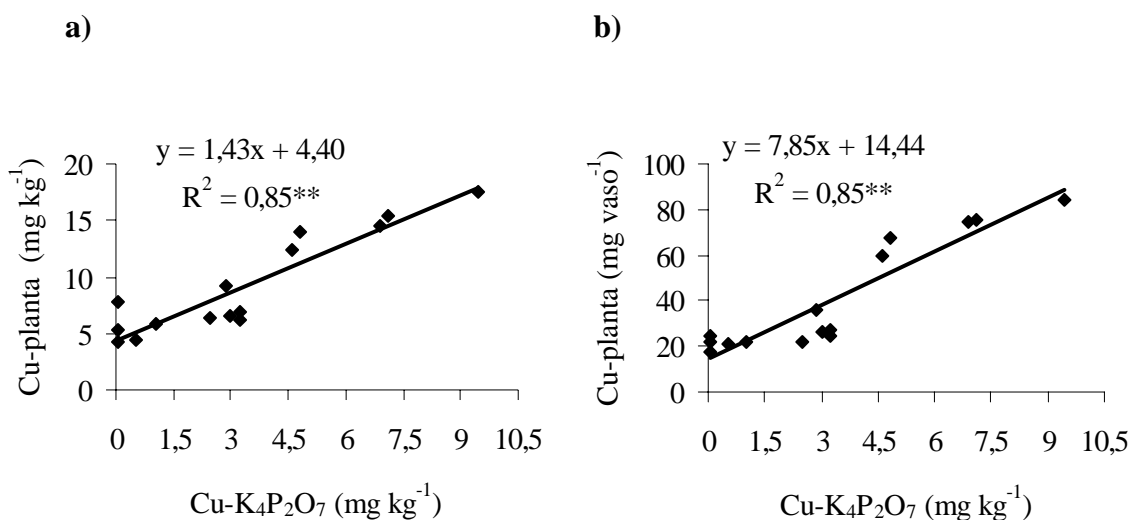 a)
y = 1,43x + 4,40
R² = 0,85**
Cu-planta (mg kg⁻¹)
20
15
10
5
0
0 1,5 3 4,5 6 7,5 9 10,5
Cu-K₄P₂O₇ (mg kg⁻¹)
b)
y = 7,85x + 14,44
R² = 0,85**
Cu-planta (mg vaso⁻¹)
100
80
60
40
20
0
0 1,5 3 4,5 6 7,5 9 10,5
Cu-K₄P₂O₇ (mg kg⁻¹)